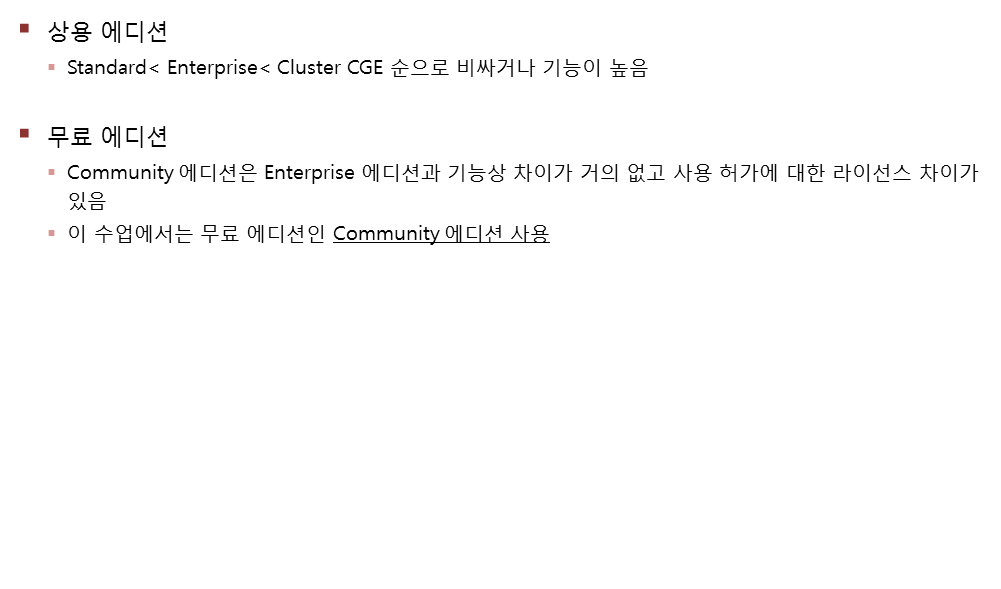 상용 에디션
Standard< Enterprise< Cluster CGE 순으로 비싸거나 기능이 높음
무료 에디션
Community 에디션은 Enterprise 에디션과 기능상 차이가 거의 없고 사용 허가에 대한 라이선스 차이가
있음
이 수업에서는 무료 에디션인 Community 에디션 사용